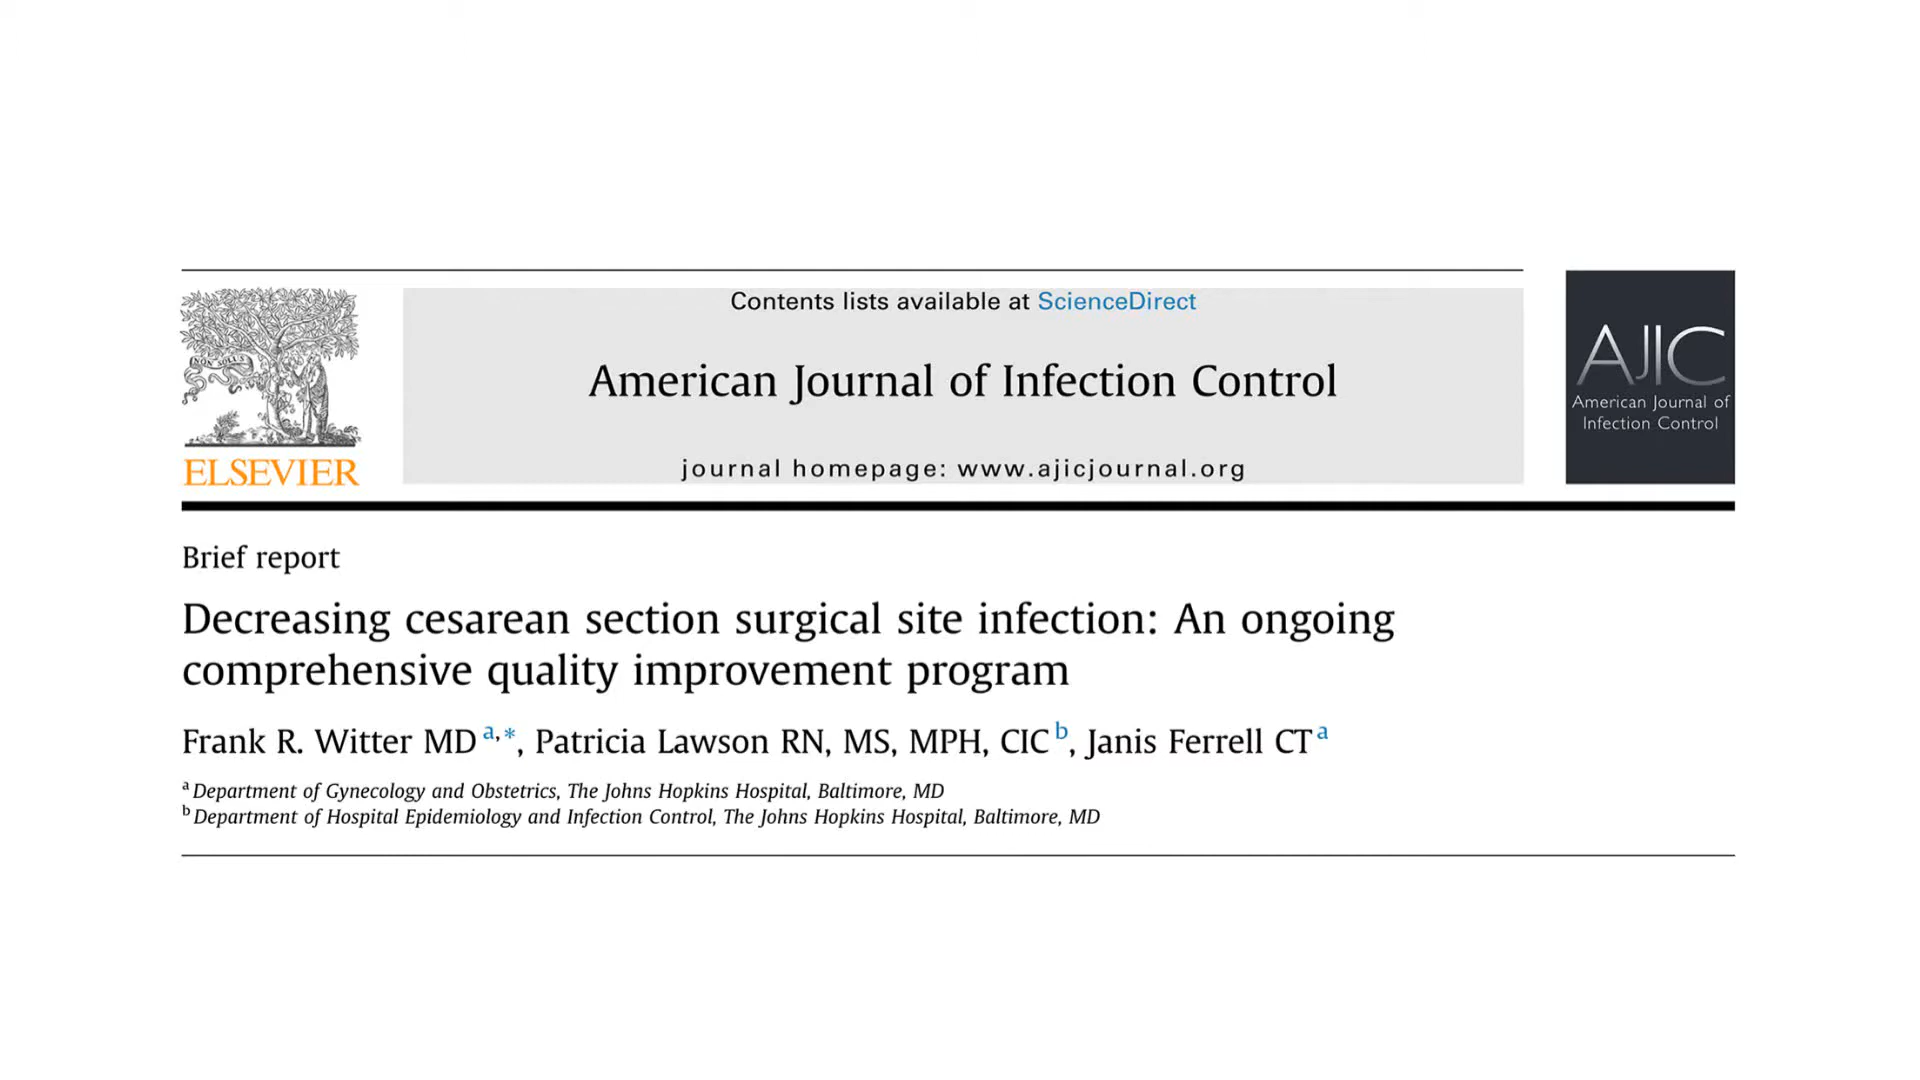 Contents lists available at ScienceDirect
American Journal of Infection Control
journal homepage: www.ajicjournal.org
NON SOLUS
ELSEVIER
AJIC
American Journal of
Infection Control
Brief report
Decreasing cesarean section surgical site infection: An ongoing
comprehensive quality improvement program
Frank R. Witter MD a,*, Patricia Lawson RN, MS, MPH, CIC b, Janis Ferrell CT a
a Department of Gynecology and Obstetrics, The Johns Hopkins Hospital, Baltimore, MD
b Department of Hospital Epidemiology and Infection Control, The Johns Hopkins Hospital, Baltimore, MD